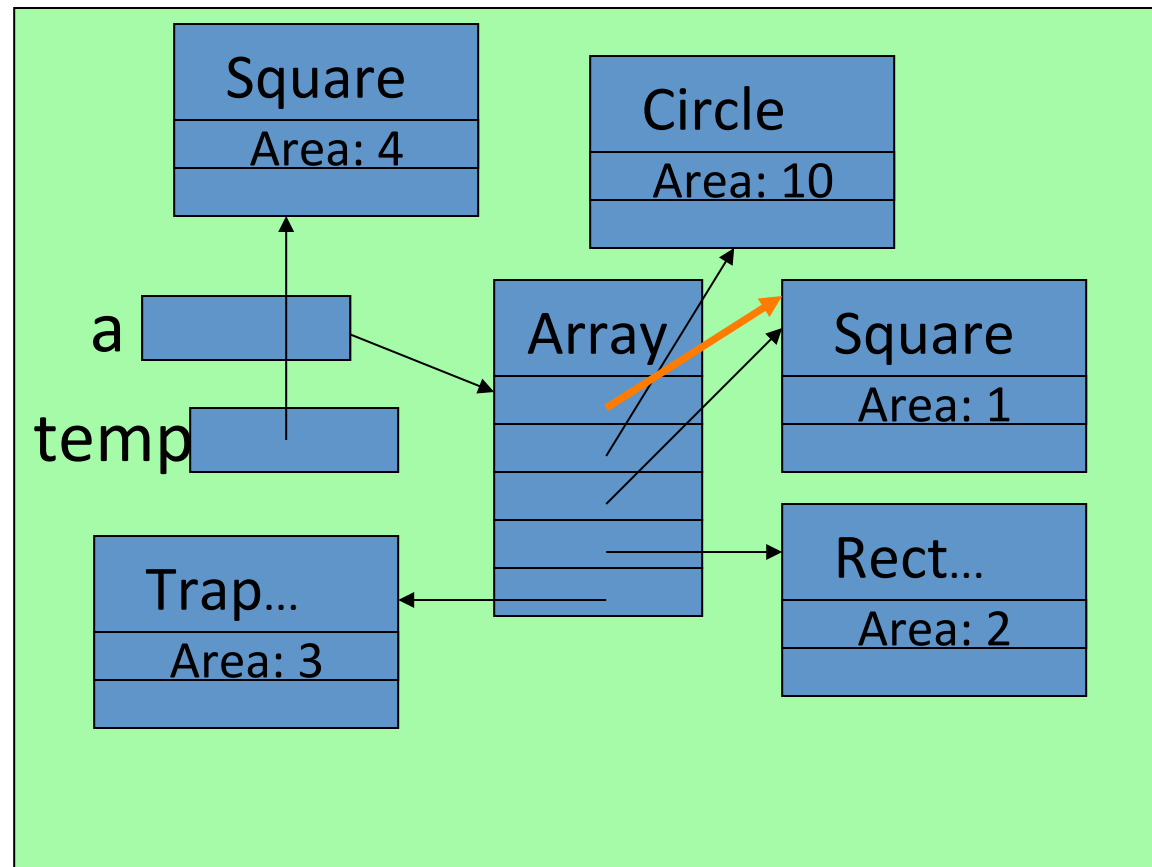 Square
Area: 4
Circle
Area: 10
a
Array
Square
Area: 1
temp
Trap...
Area: 3
Rect...
Area: 2